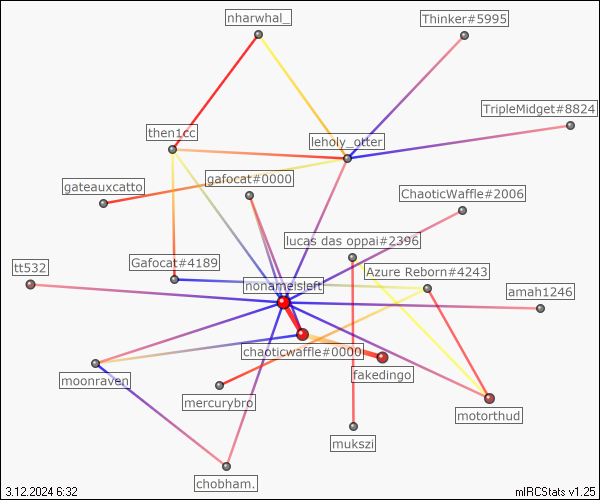 nharwhal_
Thinker#5995
TripleMidget#8824
then1cc
leholy_otter
gafocat#0000
gateauxcatto
ChaoticWaffle#2006
lucas das oppai#2396
Gafocat#4189
tt532
Azure Reborn#4243
nonameisleft
amah1246
chaoticwaffle#0000
fakedingo
moonraven
mercurybro
motorthud
mukszi
chobham.
3.12.2024 6:32
mIRCStats v1.25